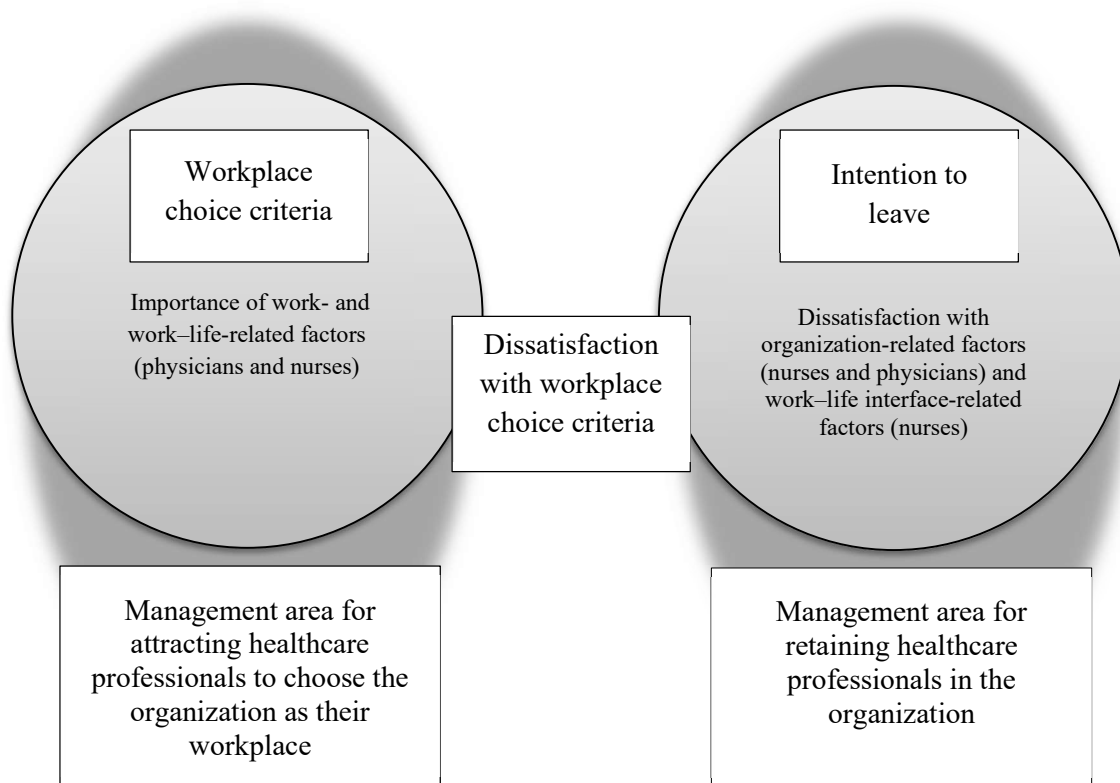 Workplace
choice criteria
Importance of work- and
work–life-related factors
(physicians and nurses)
Dissatisfaction
with workplace
choice criteria
Intention to
leave
Dissatisfaction with
organization-related factors
(nurses and physicians) and
work–life interface-related
factors (nurses)
Management area for
attracting healthcare
professionals to choose the
organization as their
workplace
Management area for
retaining healthcare
professionals in the
organization